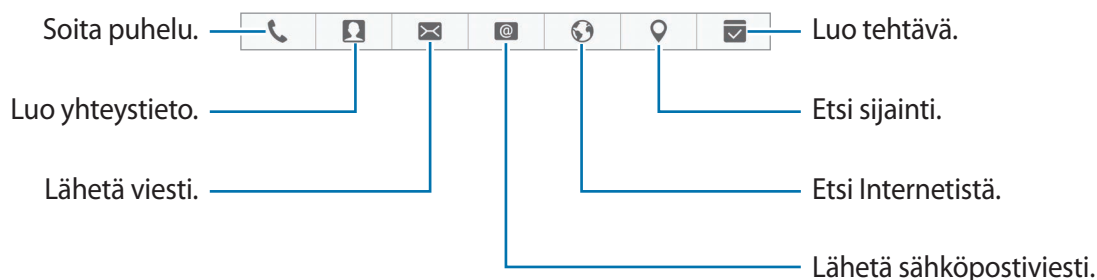 Soita puhelu.
Luo tehtävä.
Luo yhteystieto.
Etsi sijainti.
Lähetä viesti.
Etsi Internetistä.
Lähetä sähköpostiviesti.